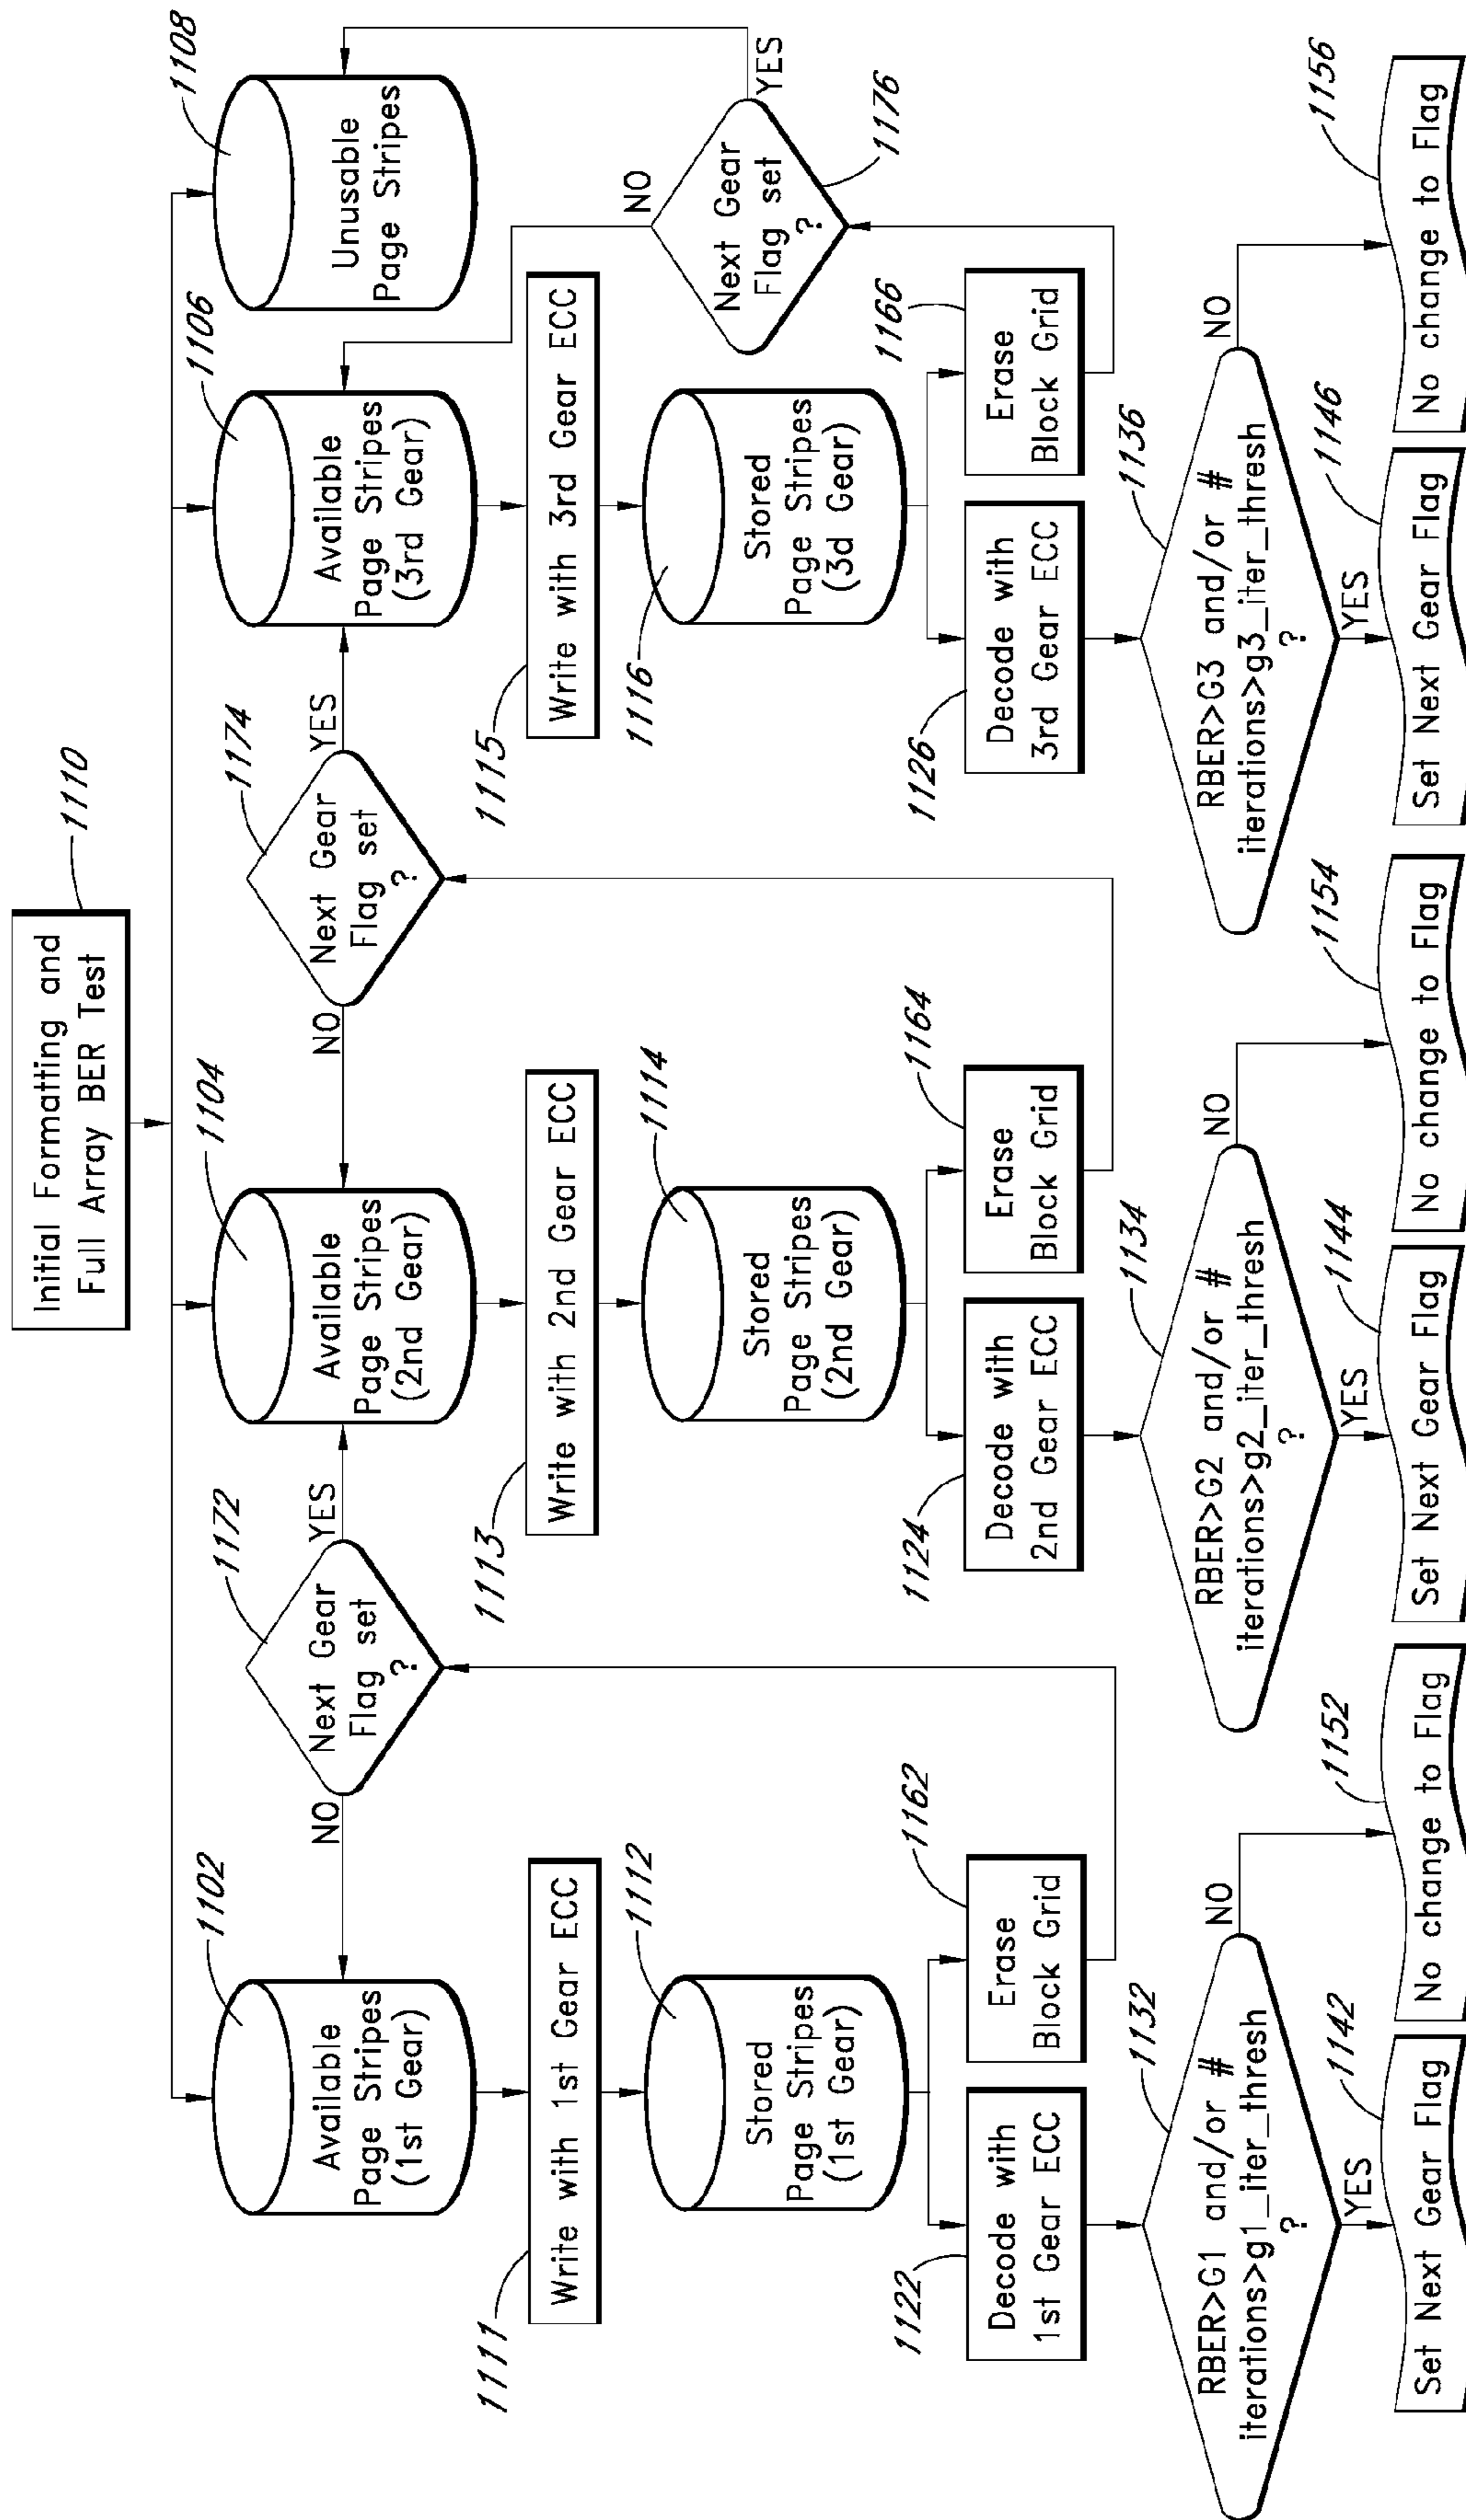 Initial Formatting and
Full Array BER Test
1110
1102
Available
Page Stripes
(1st Gear)
1172
Next Gear
Flag set
?
NO
YES
1104
Available
Page Stripes
(2nd Gear)
1174
Next Gear
Flag set
?
NO
YES
1106
Available
Page Stripes
(3rd Gear)
1108
Unusable
Page Stripes
1111
Write with 1st Gear ECC
1113
Write with 2nd Gear ECC
1115
Write with 3rd Gear ECC
NO
Next Gear
Flag set
?
YES
1176
1112
Stored
Page Stripes
(1st Gear)
1114
Stored
Page Stripes
(2nd Gear)
1116
Stored
Page Stripes
(3d Gear)
1122
Decode with
1st Gear ECC
1162
Erase
Block Grid
1124
Decode with
2nd Gear ECC
1164
Erase
Block Grid
1126
Decode with
3rd Gear ECC
1166
Erase
Block Grid
1132
RBER>G1 and/or #
iterations>g1_iter_thresh
?
NO
YES
1134
RBER>G2 and/or #
iterations>g2_iter_thresh
?
NO
YES
1136
RBER>G3 and/or #
iterations>g3_iter_thresh
?
NO
YES
1142
Set Next Gear Flag
1152
No change to Flag
1144
Set Next Gear Flag
1154
No change to Flag
1146
Set Next Gear Flag
1156
No change to Flag